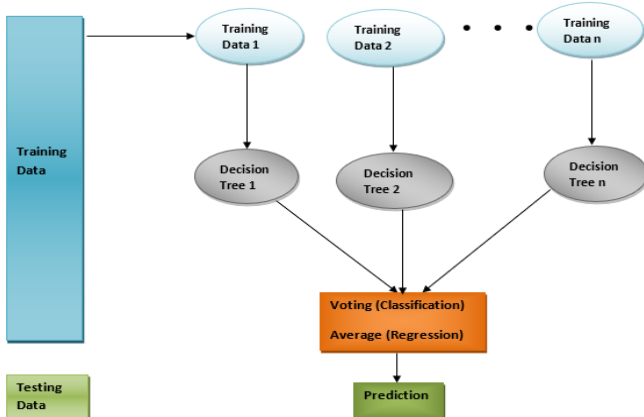 Training
Data 1
Training
Data 2
• • •
Training
Data n
Training
Data
Decision
Tree 1
Decision
Tree 2
Decision
Tree n
Voting (Classification)
Average (Regression)
Testing
Data
Prediction